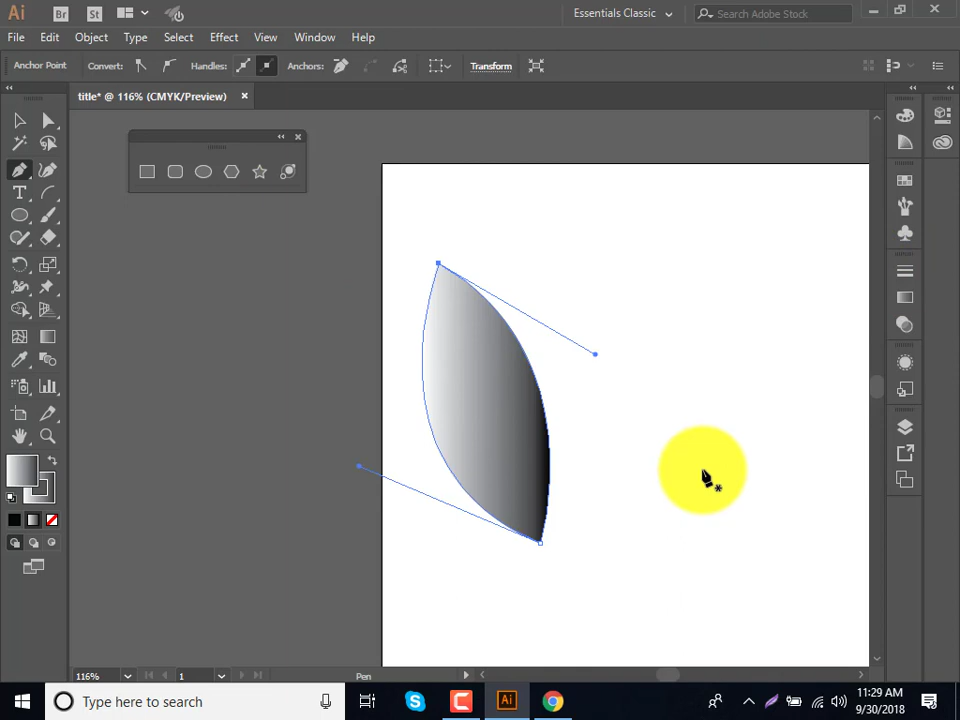 Ai Br St Essentials Classic Search Adobe Stock
File Edit Object Type Select Effect View Window Help
Anchor Point Convert: Handles: Anchors: Transform
title* @ 116% (CMYK/Preview)
T
116% 1 Pen
Type here to search
Ai
11:29 AM
9/30/2018